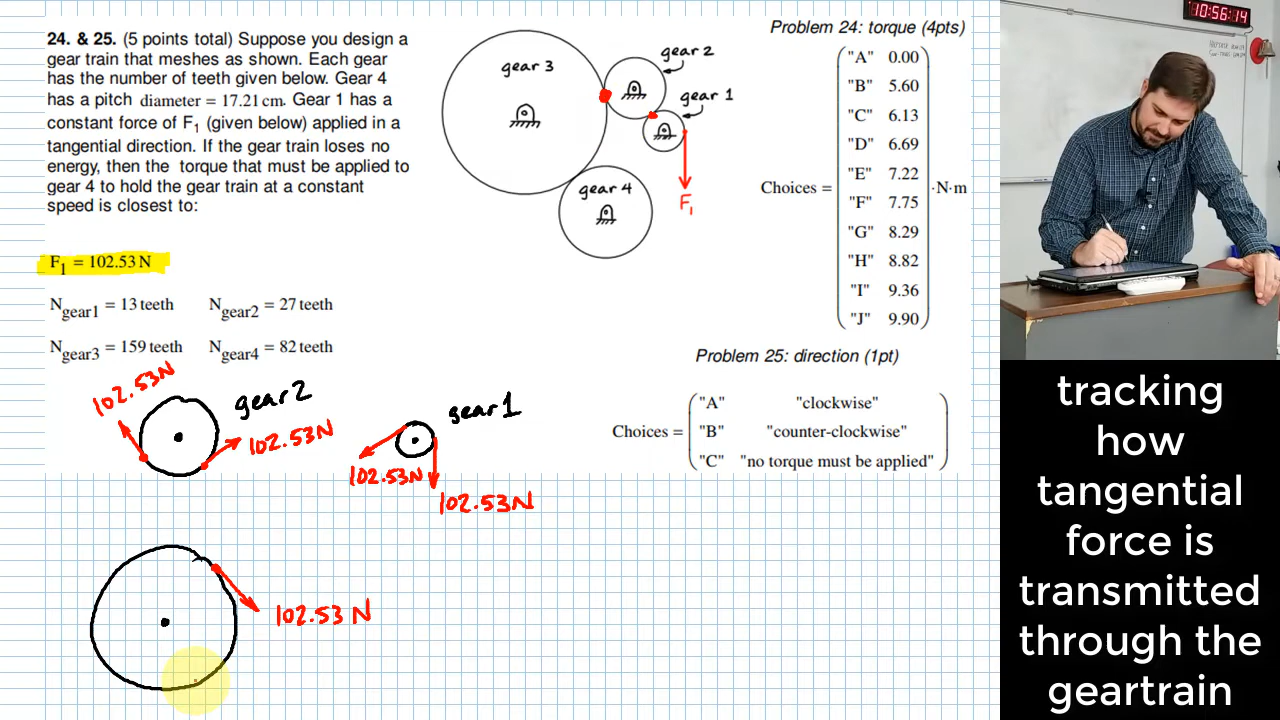 24. & 25. (5 points total) Suppose you design a
gear train that meshes as shown. Each gear
has the number of teeth given below. Gear 4
has a pitch diameter = 17.21 cm. Gear 1 has a
constant force of F1 (given below) applied in a
tangential direction. If the gear train loses no
energy, then the torque that must be applied to
gear 4 to hold the gear train at a constant
speed is closest to:
F1 = 102.53 N
Ngear1 = 13 teeth Ngear2 = 27 teeth
Ngear3 = 159 teeth Ngear4 = 82 teeth
gear 3
gear 2
gear 1
gear 4
F1
Problem 24: torque (4pts)
Choices =
"A" 0.00
"B" 5.60
"C" 6.13
"D" 6.69
"E" 7.22
"F" 7.75
"G" 8.29
"H" 8.82
"I" 9.36
"J" 9.90
·N·m
Problem 25: direction (1pt)
Choices =
"A" "clockwise"
"B" "counter-clockwise"
"C" "no torque must be applied"
102.53N
gear 2
102.53N
gear 1
102.53N
102.53N
102.53 N
10:56:14
tracking
how
tangential
force is
transmitted
through the
geartrain